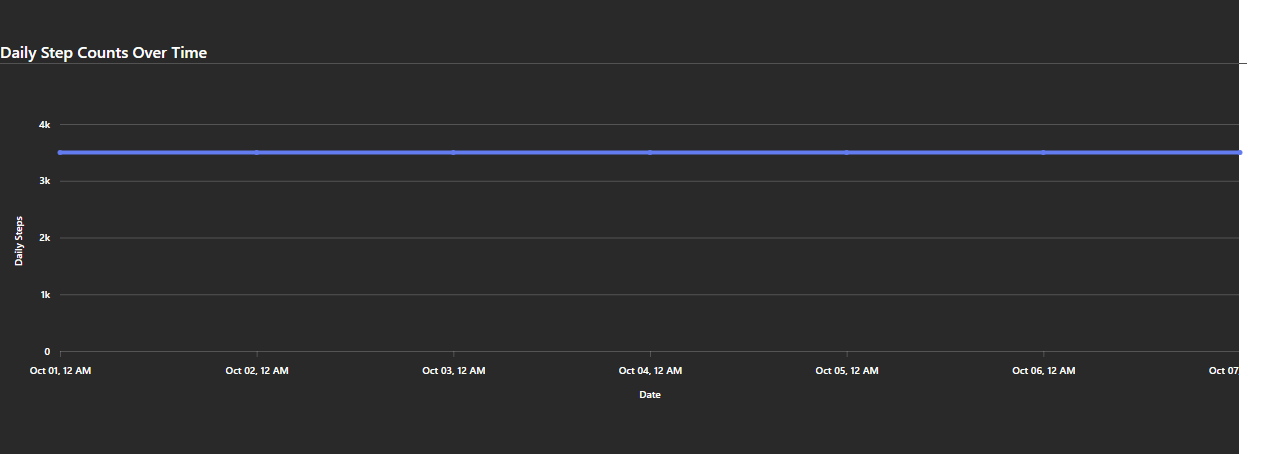 Daily Step Counts Over Time
4k
3k
2k
1k
0
Daily Steps
Oct 01, 12 AM
Oct 02, 12 AM
Oct 03, 12 AM
Oct 04, 12 AM
Oct 05, 12 AM
Oct 06, 12 AM
Oct 07,
Date